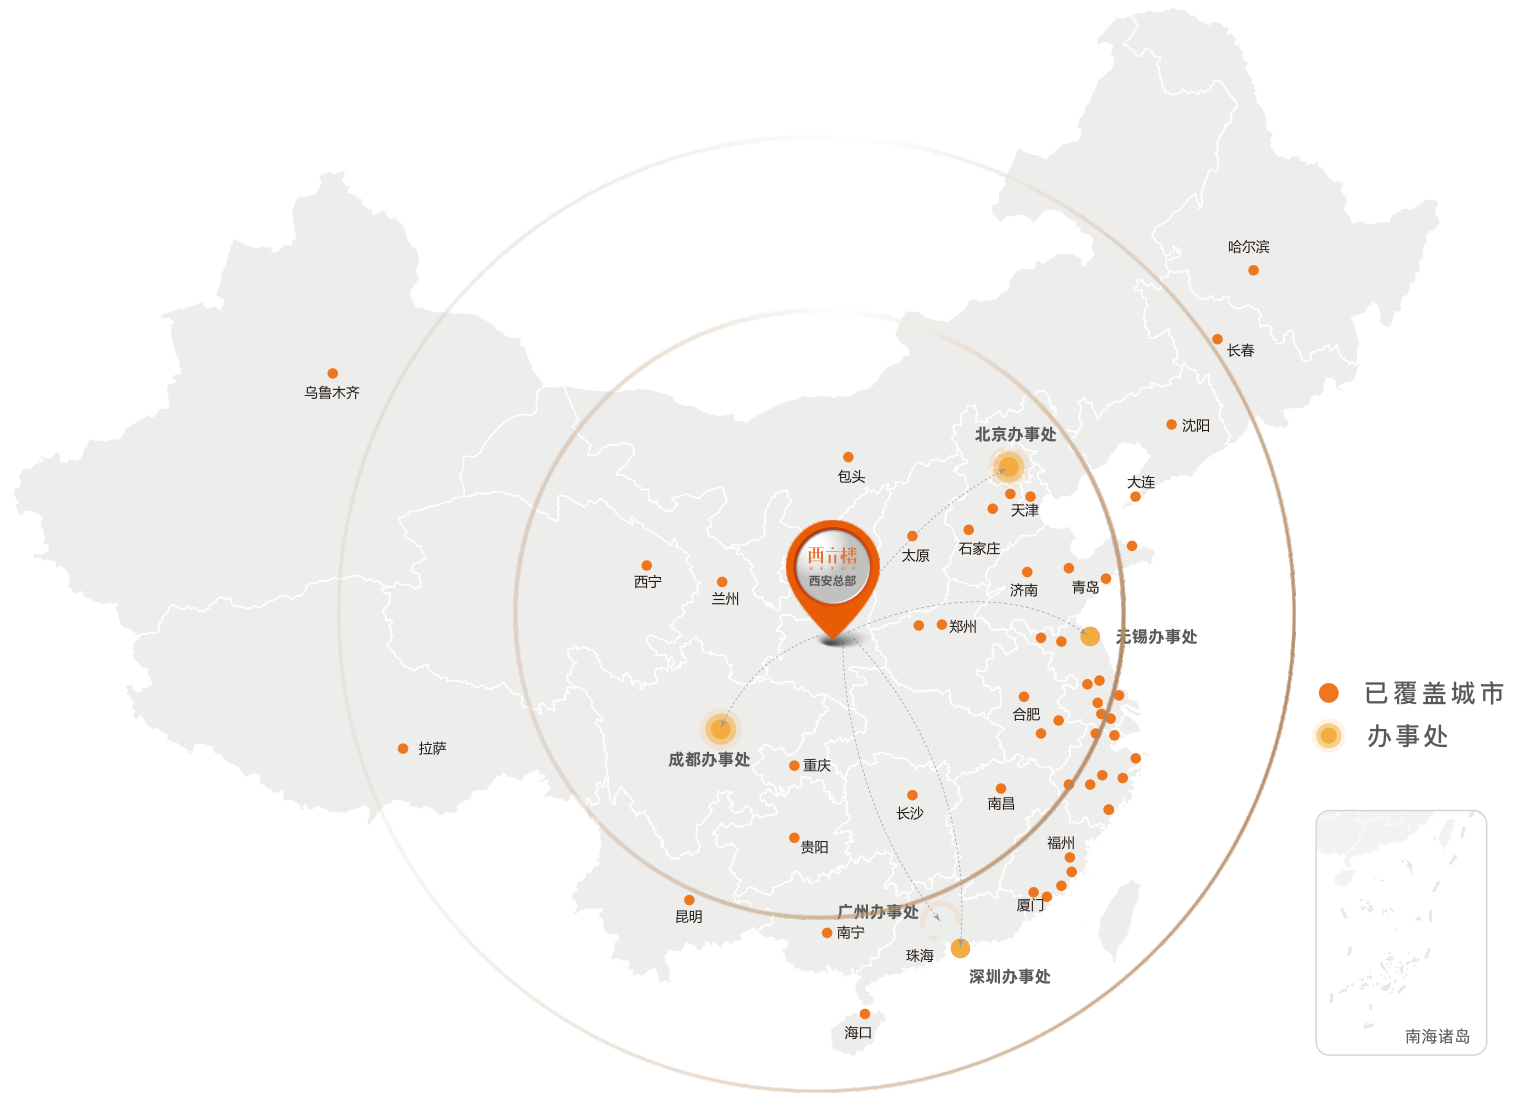 哈尔滨
长春
乌鲁木齐
沈阳
北京办事处
包头
大连
天津
太原
石家庄
西六楼
西安总部
西宁
兰州
济南
青岛
郑州
无锡办事处
已覆盖城市
合肥
办事处
拉萨
成都办事处
重庆
南昌
长沙
贵阳
福州
厦门
昆明
广州办事处
南宁
珠海
深圳办事处
海口
南海诸岛